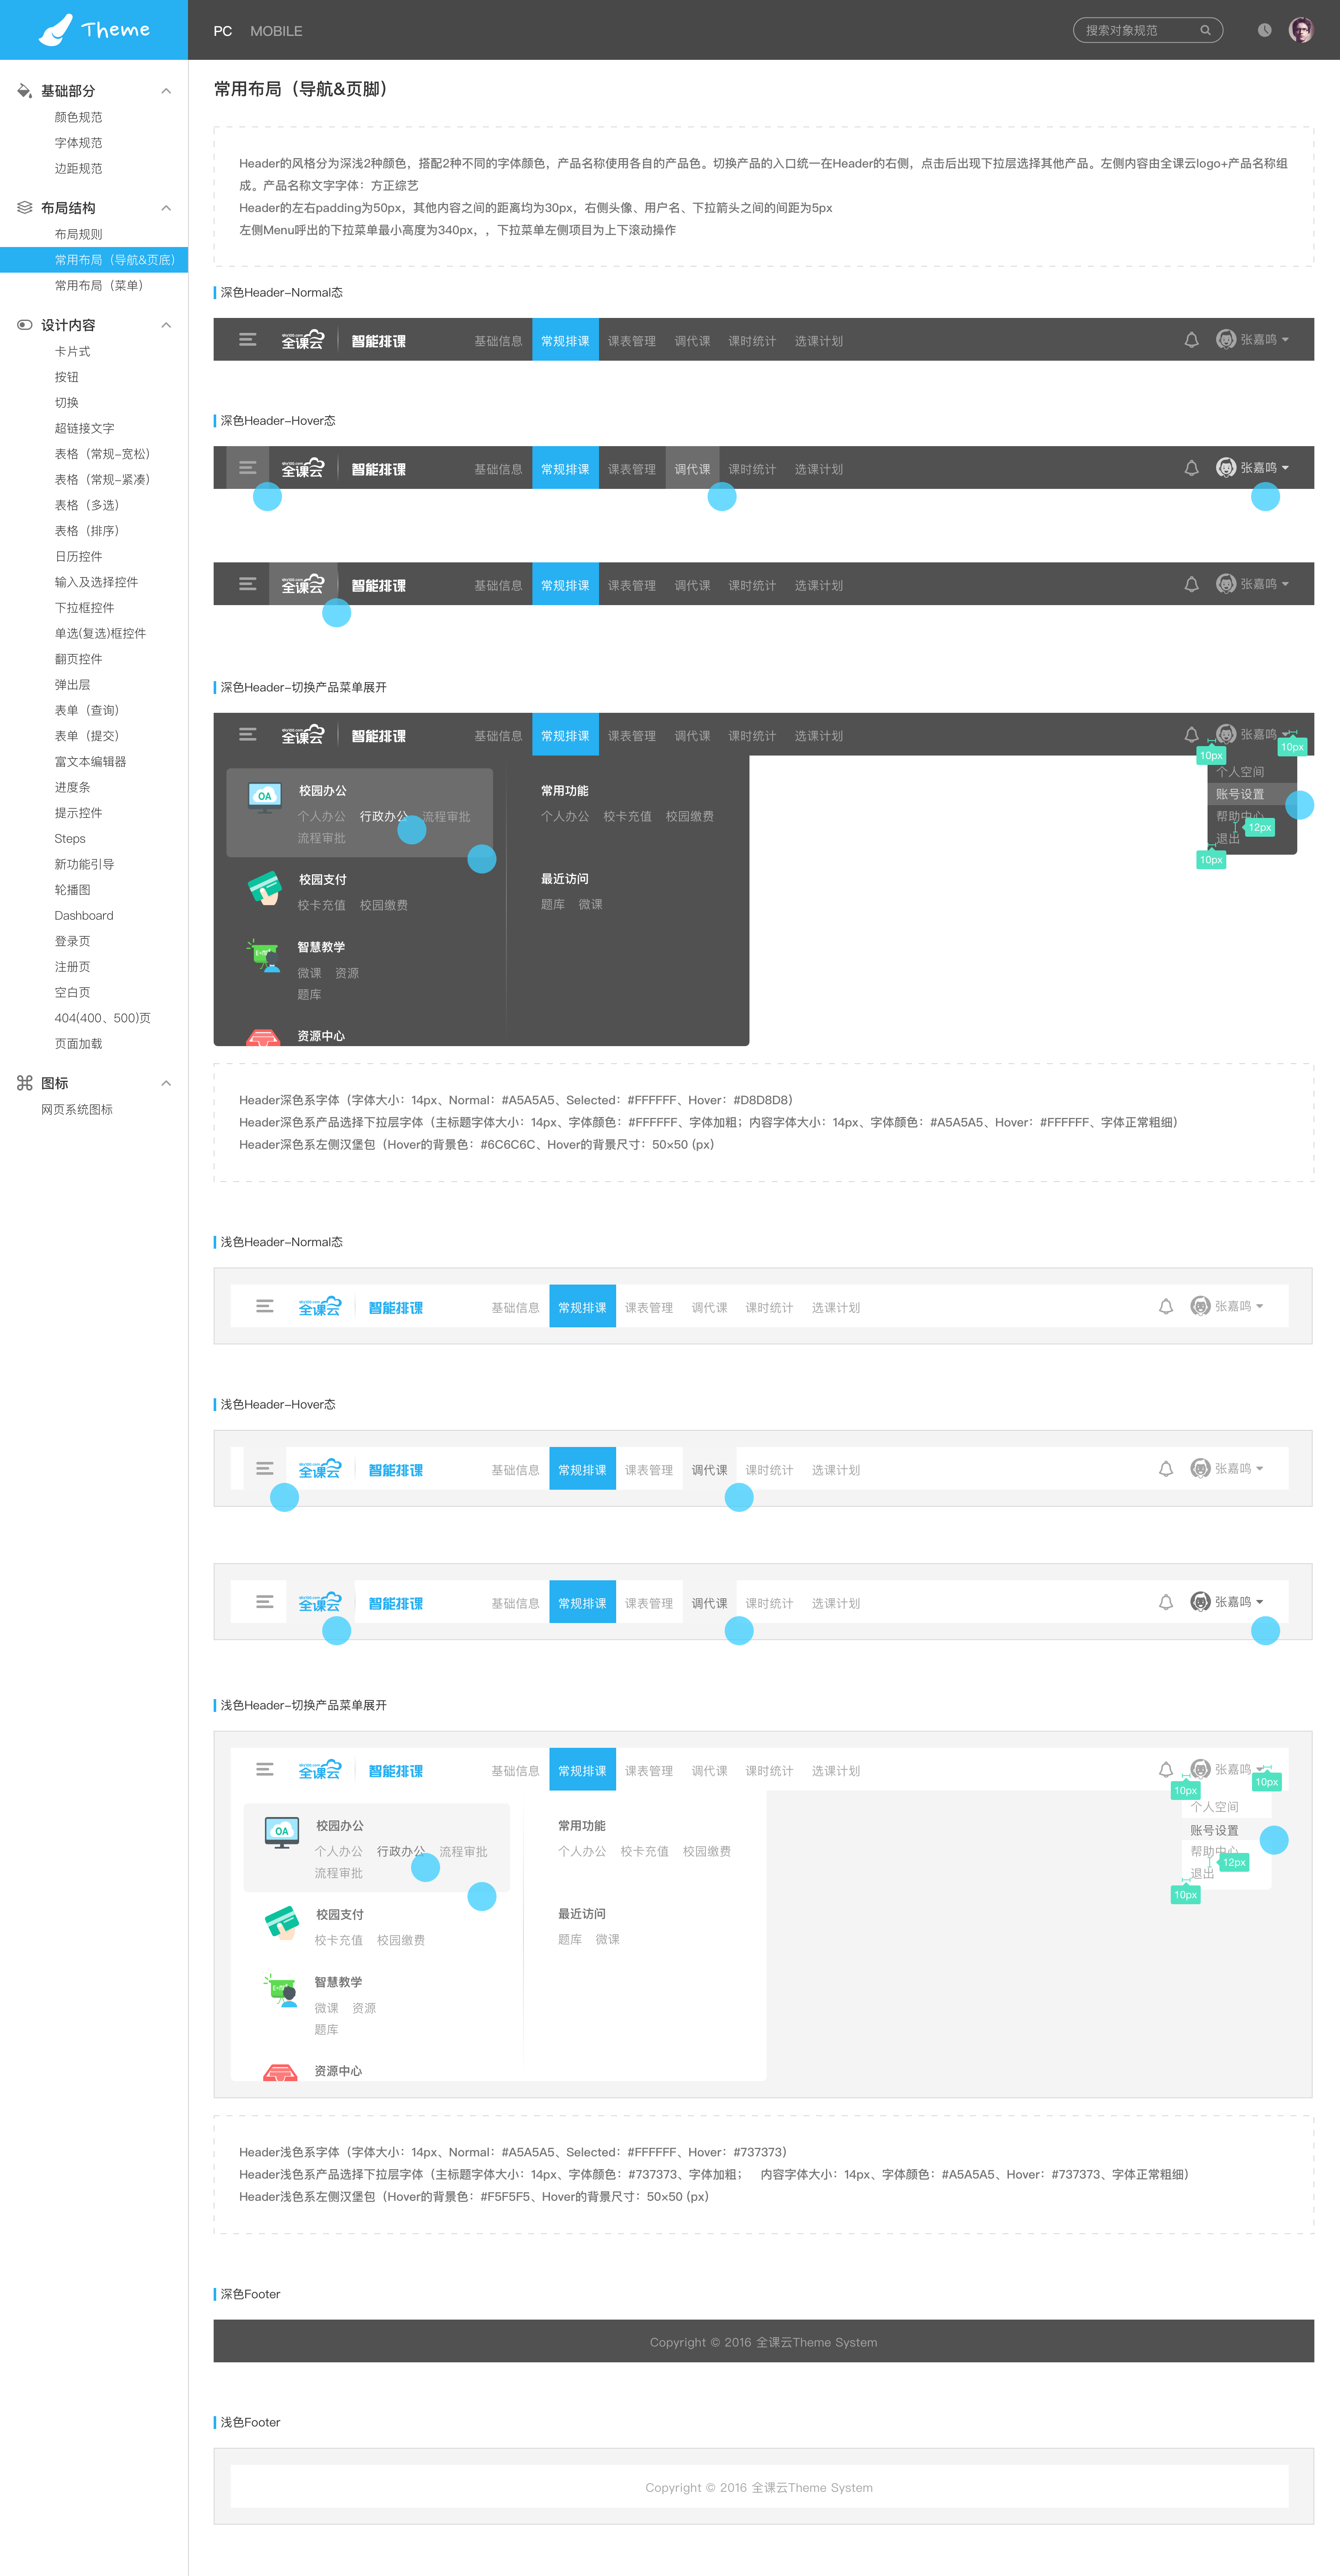 Theme
PC MOBILE
搜索对象规范
基础部分
颜色规范
字体规范
边距规范
布局结构
布局规则
常用布局（导航&页底）
常用布局（菜单）
设计内容
卡片式
按钮
切换
超链接文字
表格（常规-宽松）
表格（常规-紧凑）
表格（多选）
表格（排序）
日历控件
输入及选择控件
下拉框控件
单选(复选)框控件
翻页控件
弹出层
表单（查询）
表单（提交）
富文本编辑器
进度条
提示控件
Steps
新功能引导
轮播图
Dashboard
登录页
注册页
空白页
404(400、500)页
页面加载
图标
网页系统图标
常用布局（导航&页脚）
Header的风格分为深浅2种颜色，搭配2种不同的字体颜色，产品名称使用各自的产品色。切换产品的入口统一在Header的右侧，点击后出现下拉层选择其他产品。左侧内容由全课云logo+产品名称组
成。产品名称文字字体：方正综艺
Header的左右padding为50px，其他内容之间的距离均为30px，右侧头像、用户名、下拉箭头之间的间距为5px
左侧Menu呼出的下拉菜单最小高度为340px，，下拉菜单左侧项目为上下滚动操作
深色Header-Normal态
全课云 智能排课 基础信息 常规排课 课表管理 调代课 课时统计 选课计划 张嘉鸣
深色Header-Hover态
全课云 智能排课 基础信息 常规排课 课表管理 调代课 课时统计 选课计划 张嘉鸣
全课云 智能排课 基础信息 常规排课 课表管理 调代课 课时统计 选课计划 张嘉鸣
深色Header-切换产品菜单展开
全课云 智能排课 基础信息 常规排课 课表管理 调代课 课时统计 选课计划 张嘉鸣
10px 10px
个人空间
账号设置
帮助中心
12px
退出
10px
OA 校园办公
个人办公 行政办公 流程审批
流程审批
校园支付
校卡充值 校园缴费
智慧教学
微课 资源
题库
资源中心
常用功能
个人办公 校卡充值 校园缴费
最近访问
题库 微课
Header深色系字体（字体大小：14px、Normal：#A5A5A5、Selected：#FFFFFF、Hover：#D8D8D8）
Header深色系产品选择下拉层字体（主标题字体大小：14px、字体颜色：#FFFFFF、字体加粗；内容字体大小：14px、字体颜色：#A5A5A5、Hover：#FFFFFF、字体正常粗细）
Header深色系左侧汉堡包（Hover的背景色：#6C6C6C、Hover的背景尺寸：50×50 (px）
浅色Header-Normal态
全课云 智能排课 基础信息 常规排课 课表管理 调代课 课时统计 选课计划 张嘉鸣
浅色Header-Hover态
全课云 智能排课 基础信息 常规排课 课表管理 调代课 课时统计 选课计划 张嘉鸣
全课云 智能排课 基础信息 常规排课 课表管理 调代课 课时统计 选课计划 张嘉鸣
浅色Header-切换产品菜单展开
全课云 智能排课 基础信息 常规排课 课表管理 调代课 课时统计 选课计划 张嘉鸣
10px 10px
个人空间
账号设置
帮助中心
12px
退出
10px
OA 校园办公
个人办公 行政办公 流程审批
流程审批
校园支付
校卡充值 校园缴费
智慧教学
微课 资源
题库
资源中心
常用功能
个人办公 校卡充值 校园缴费
最近访问
题库 微课
Header浅色系字体（字体大小：14px、Normal：#A5A5A5、Selected：#FFFFFF、Hover：#737373）
Header浅色系产品选择下拉层字体（主标题字体大小：14px、字体颜色：#737373、字体加粗； 内容字体大小：14px、字体颜色：#A5A5A5、Hover：#737373、字体正常粗细）
Header浅色系左侧汉堡包（Hover的背景色：#F5F5F5、Hover的背景尺寸：50×50 (px）
深色Footer
Copyright © 2016 全课云Theme System
浅色Footer
Copyright © 2016 全课云Theme System